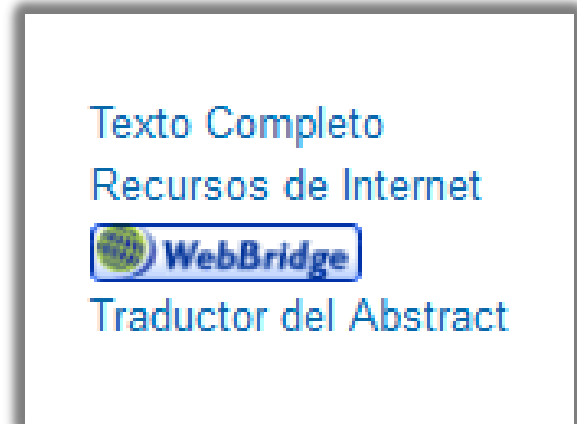 Texto Completo
Recursos de Internet
WebBridge
Traductor del Abstract